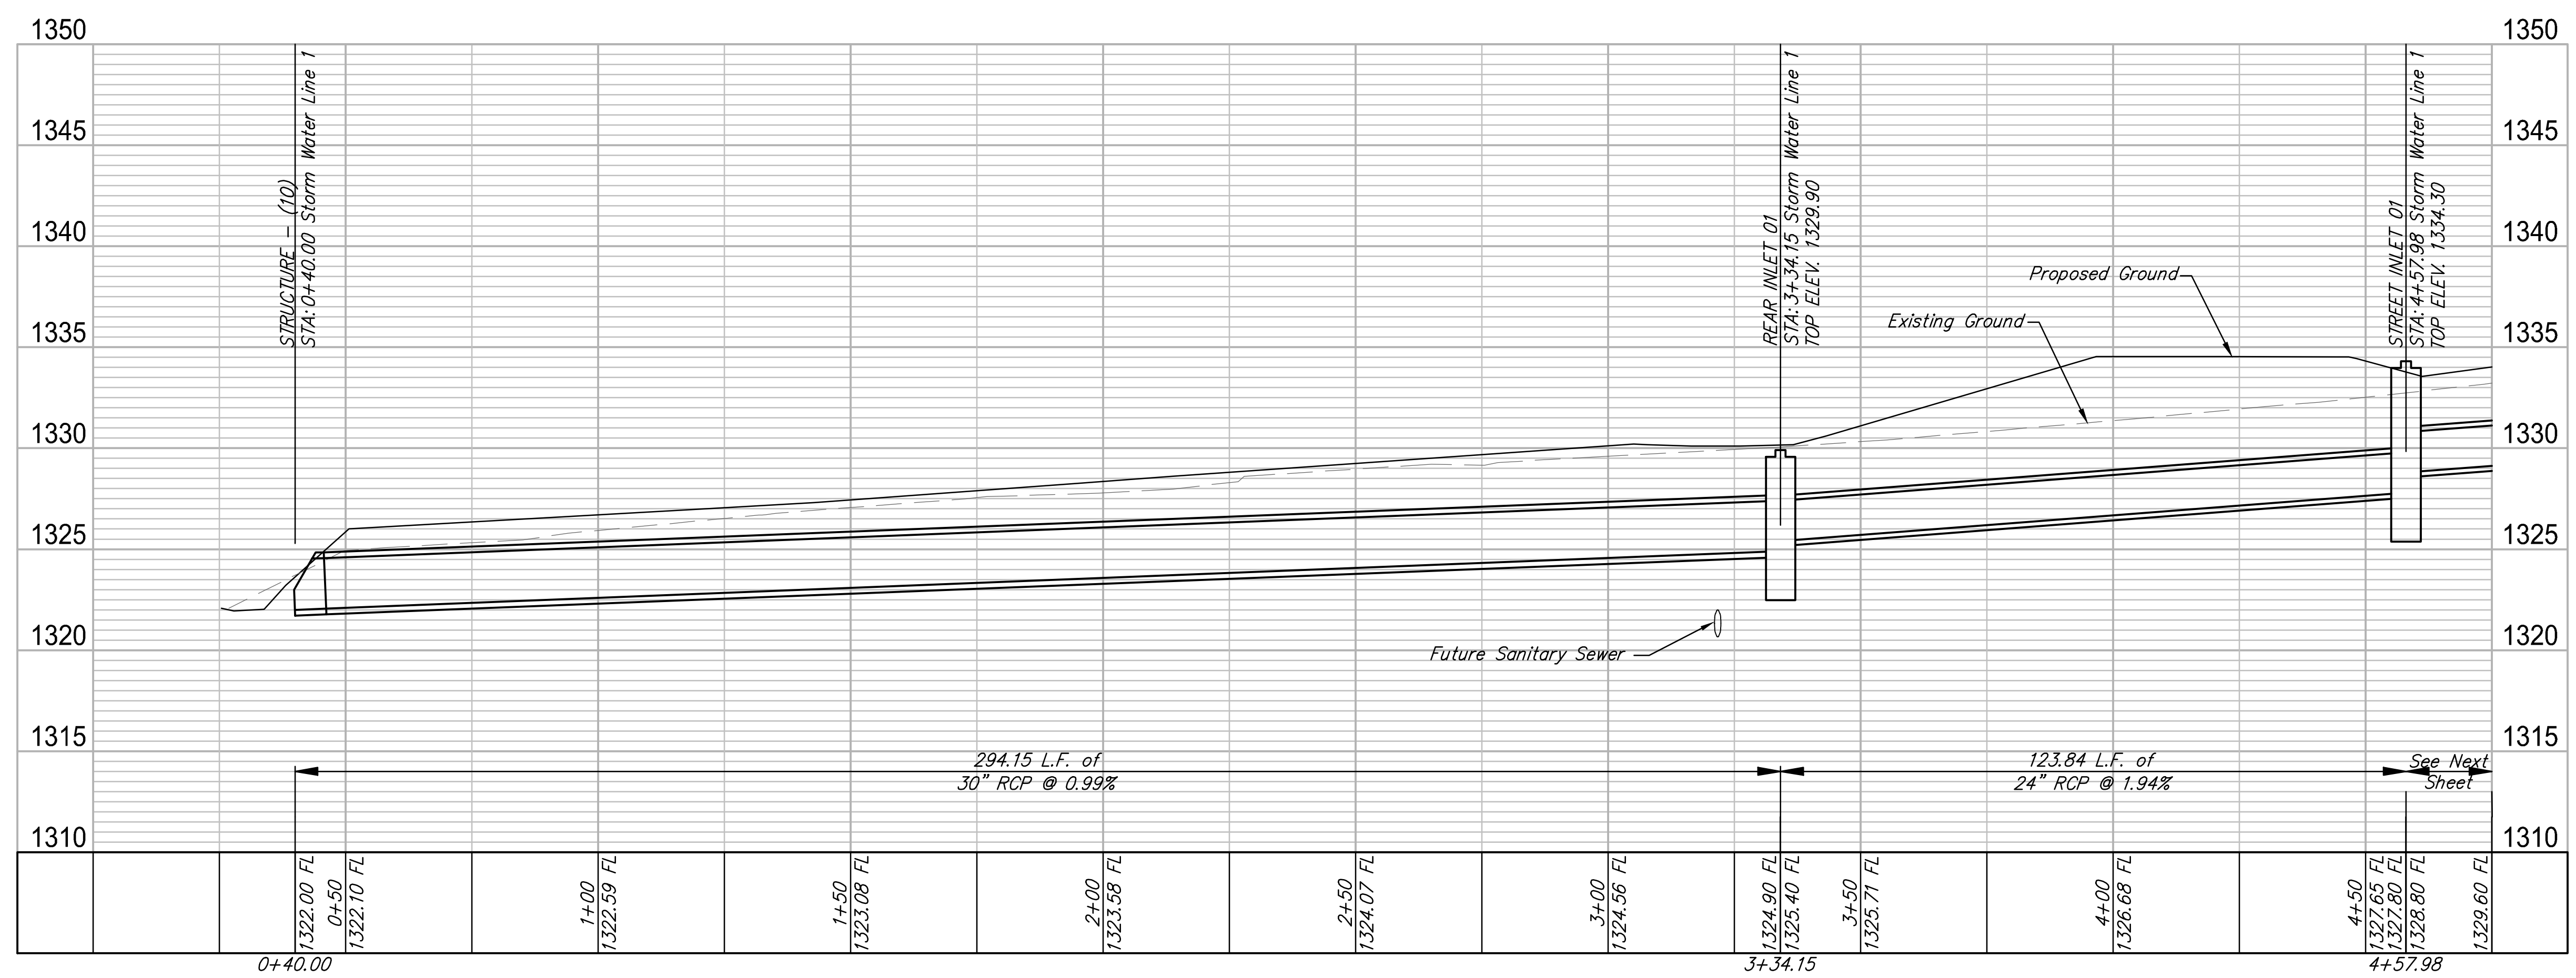 1350
1345
1340
1335
1330
1325
1320
1315
1310
STRUCTURE - (10)
STA: 0+40.00 Storm Water Line 1
REAR INLET 01
STA: 3+34.15 Storm Water Line 1
TOP ELEV. 1329.90
STREET INLET 01
STA: 4+57.98 Storm Water Line 1
TOP ELEV. 1334.30
1350
1345
1340
1335
1330
1325
1320
1315
1310
Proposed Ground
Existing Ground
Future Sanitary Sewer
294.15 L.F. of
30" RCP @ 0.99%
123.84 L.F. of
24" RCP @ 1.94%
See Next
Sheet
1322.00 FL
0+50
1322.10 FL
1+00
1322.59 FL
1+50
1323.08 FL
2+00
1323.58 FL
2+50
1324.07 FL
3+00
1324.56 FL
1324.90 FL
1325.40 FL
3+50
1325.71 FL
4+00
1326.68 FL
4+50
1327.65 FL
1327.80 FL
1328.80 FL
1329.60 FL
0+40.00
3+34.15
4+57.98